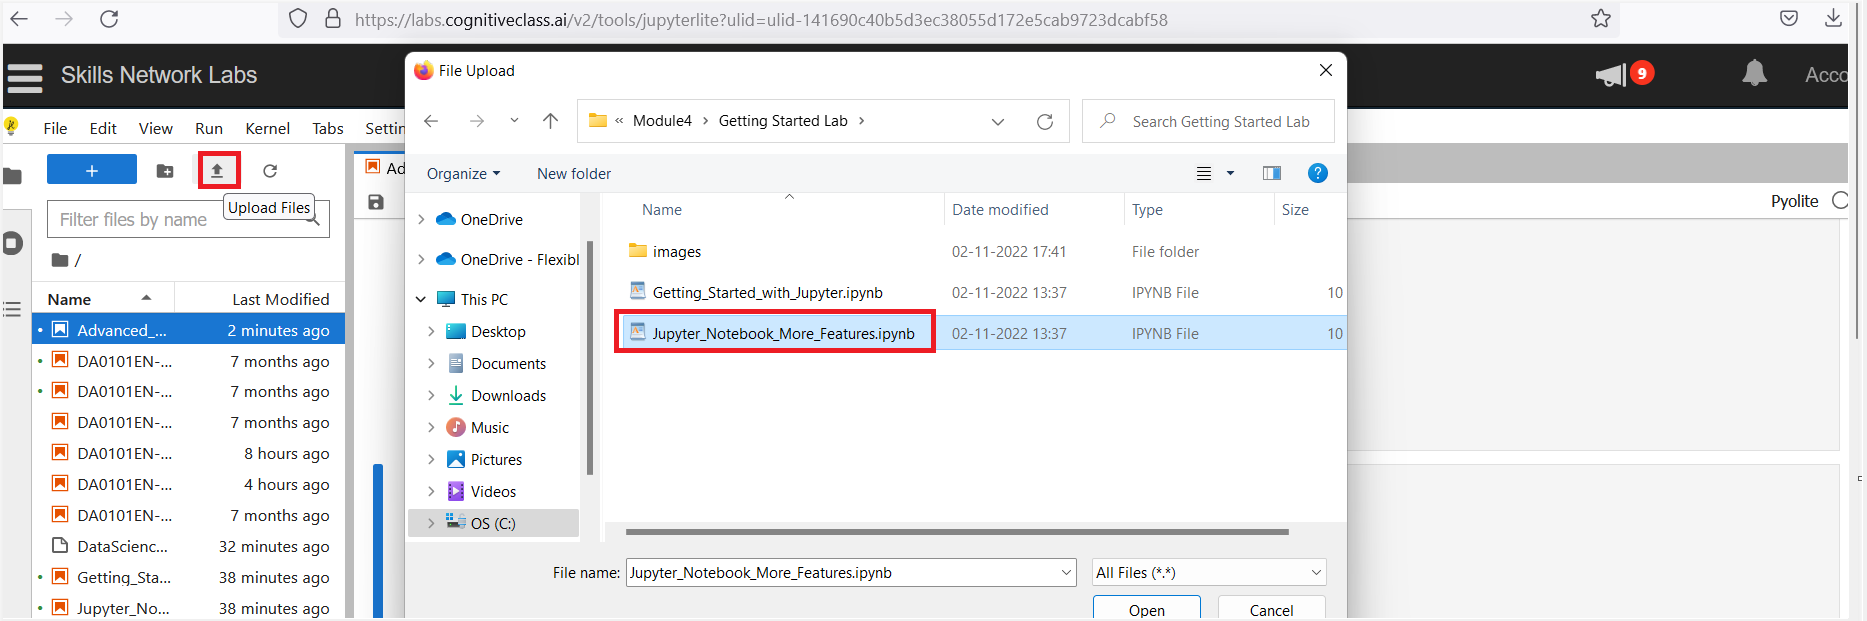 https://labs.cognitiveclass.ai/v2/tools/jupyterlite?ulid=ulid-141690c40b5d3ec38055d172e5cab9723dcabf58
Skills Network Labs
9
Acco
File Edit View Run Kernel Tabs Settin
+
Upload Files
Filter files by name
/
Name Last Modified
Advanced_... 2 minutes ago
DA0101EN-... 7 months ago
DA0101EN-... 7 months ago
DA0101EN-... 7 months ago
DA0101EN-... 8 hours ago
DA0101EN-... 4 hours ago
DA0101EN-... 7 months ago
DataScienc... 32 minutes ago
Getting_Sta... 38 minutes ago
Jupyter_No... 38 minutes ago
Ad
Pyolite
File Upload
« Module4 > Getting Started Lab >
Search Getting Started Lab
Organize New folder
?
OneDrive
OneDrive - Flexibl
This PC
Desktop
Documents
Downloads
Music
Pictures
Videos
OS (C:)
Name Date modified Type Size
images 02-11-2022 17:41 File folder
Getting_Started_with_Jupyter.ipynb 02-11-2022 13:37 IPYNB File 10
Jupyter_Notebook_More_Features.ipynb 02-11-2022 13:37 IPYNB File 10
File name: Jupyter_Notebook_More_Features.ipynb All Files (*.*)
Open Cancel